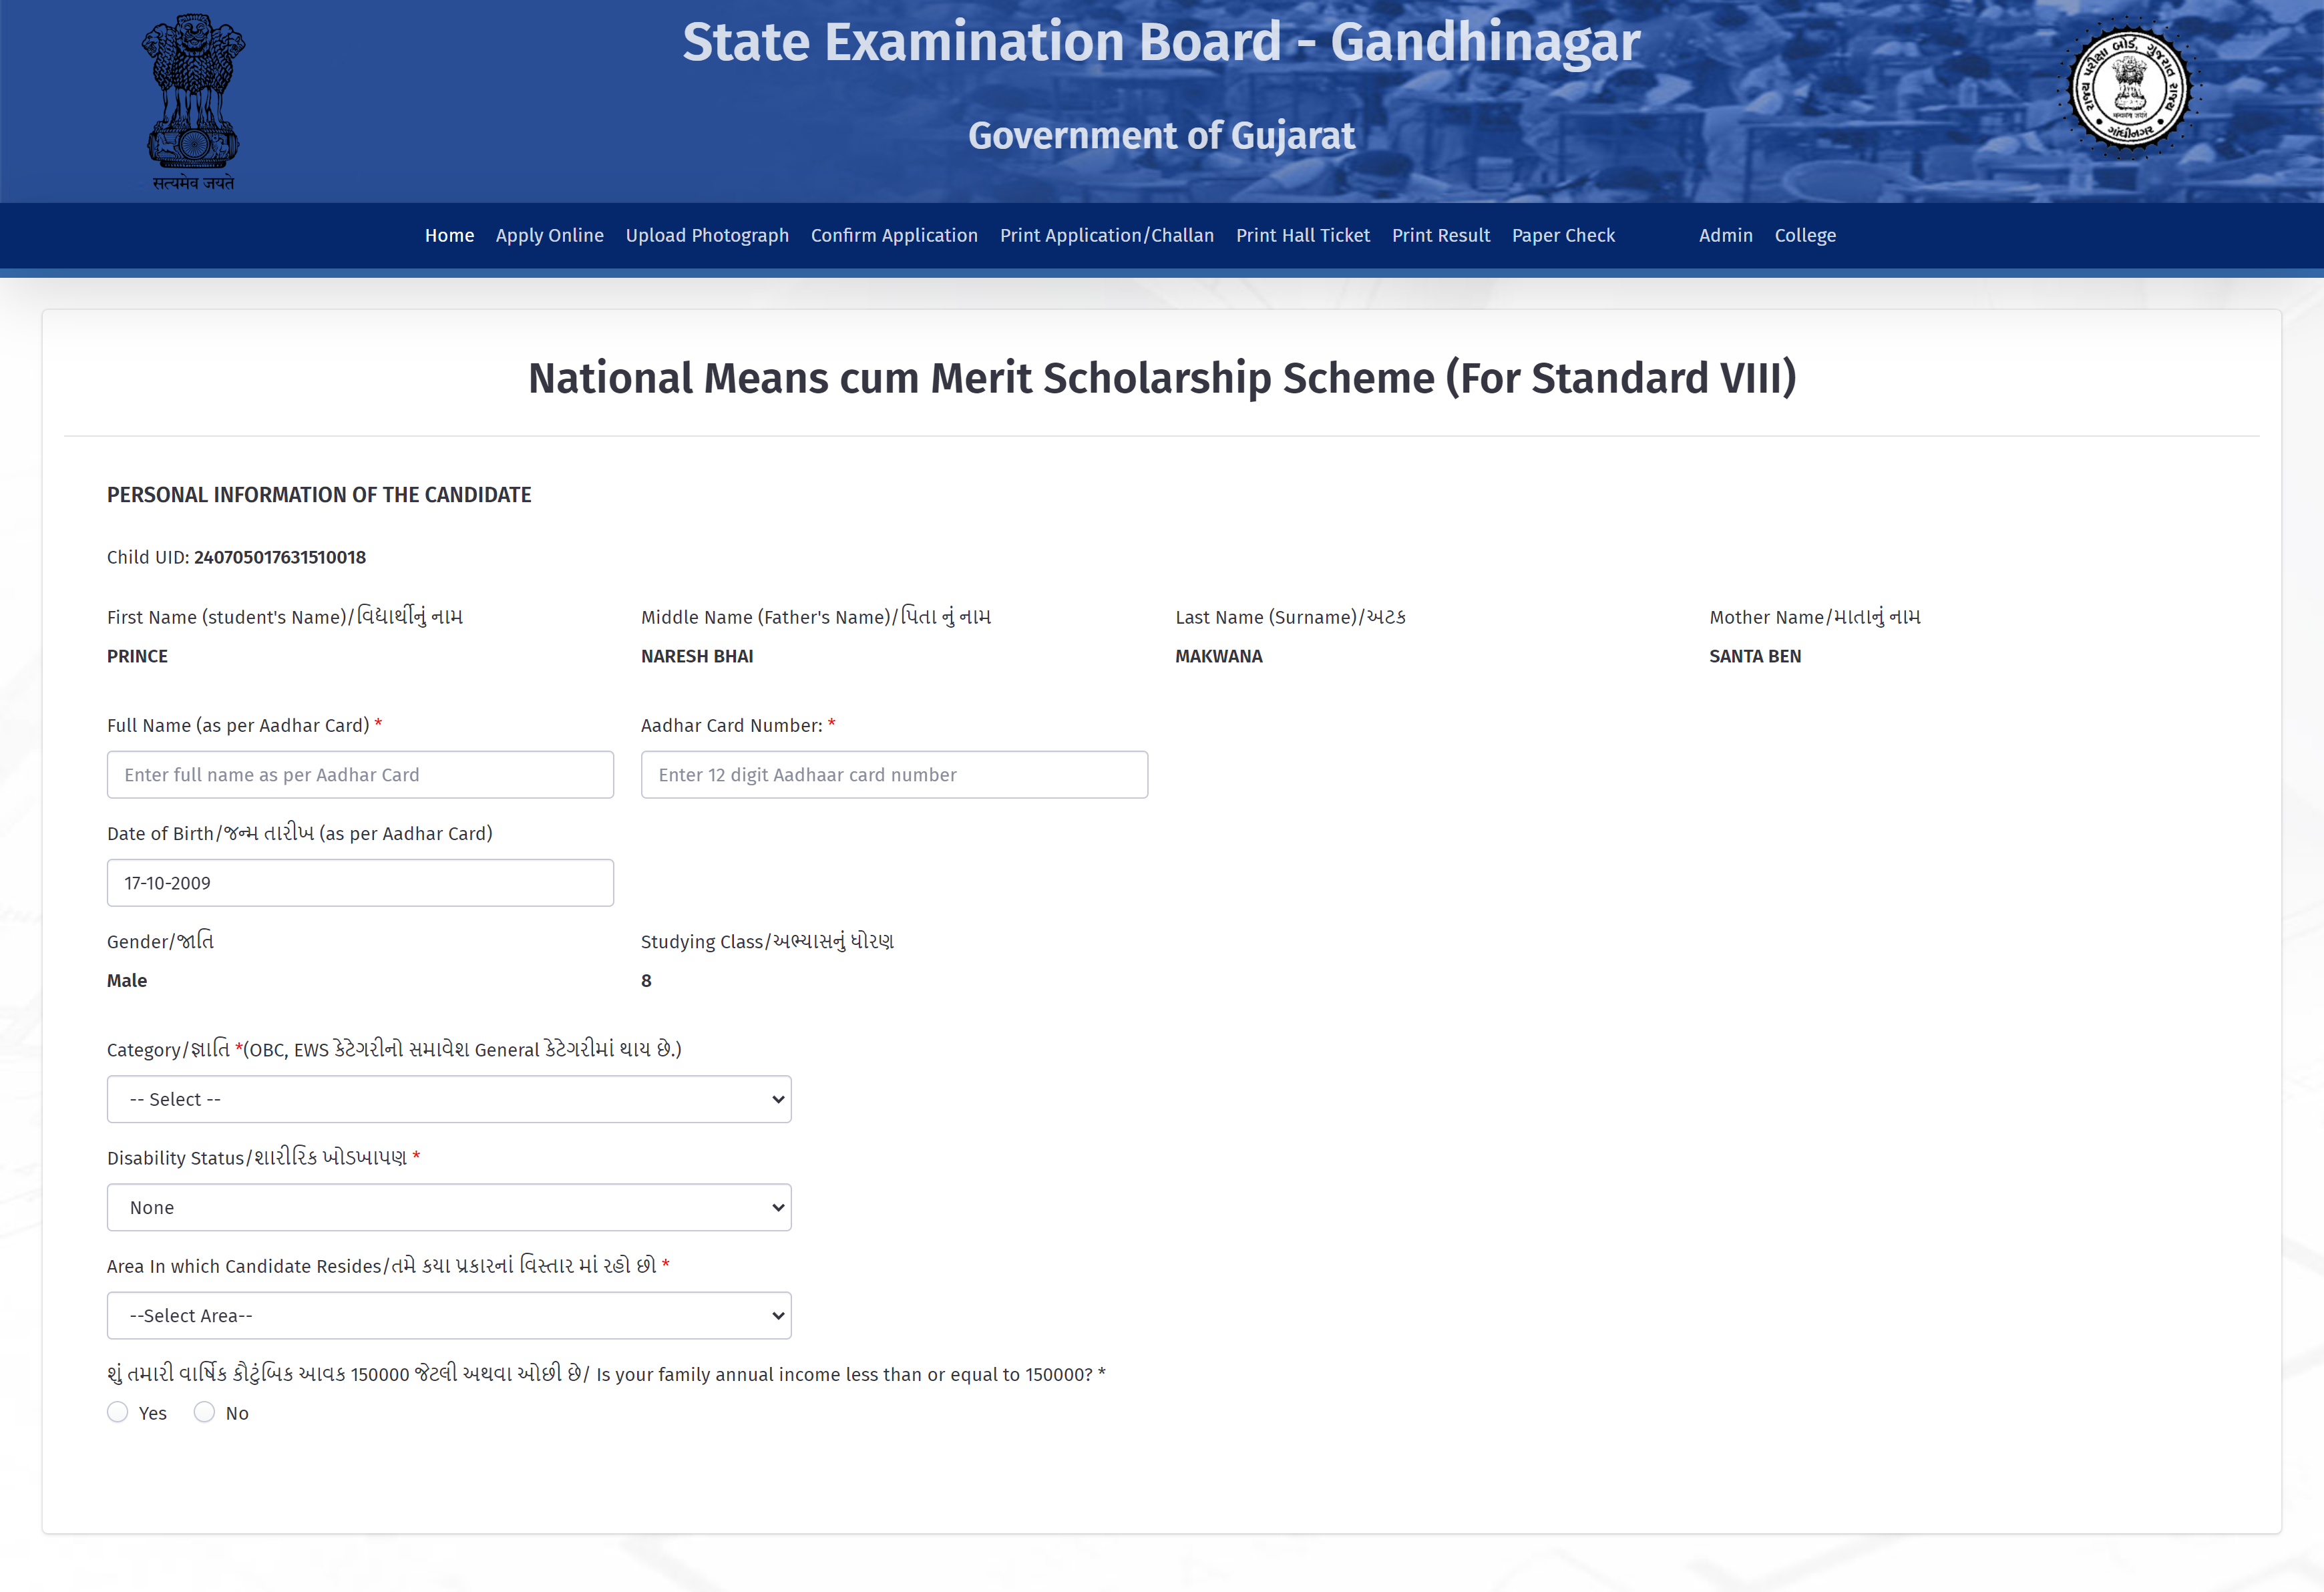 State Examination Board - Gandhinagar
Government of Gujarat
सत्यमेव जयते
રાજ્ય પરીક્ષા બોર્ડ, ગુજરાત રાજ્ય
ગાંધીનગર
Home Apply Online Upload Photograph Confirm Application Print Application/Challan Print Hall Ticket Print Result Paper Check Admin College
National Means cum Merit Scholarship Scheme (For Standard VIII)
PERSONAL INFORMATION OF THE CANDIDATE
Child UID: 240705017631510018
First Name (student's Name)/વિદ્યાર્થીનું નામ Middle Name (Father's Name)/પિતા નું નામ Last Name (Surname)/અટક Mother Name/માતાનું નામ
PRINCE NARESH BHAI MAKWANA SANTA BEN
Full Name (as per Aadhar Card) * Aadhar Card Number: *
Enter full name as per Aadhar Card Enter 12 digit Aadhaar card number
Date of Birth/જન્મ તારીખ (as per Aadhar Card)
17-10-2009
Gender/જાતિ Studying Class/અભ્યાસનું ધોરણ
Male 8
Category/જ્ઞાતિ *(OBC, EWS કેટેગરીનો સમાવેશ General કેટેગરીમાં થાય છે.)
-- Select --
Disability Status/શારીરિક ખોડખાપણ *
None
Area In which Candidate Resides/તમે કયા પ્રકારનાં વિસ્તાર માં રહો છો *
--Select Area--
શું તમારી વાર્ષિક કૌટુંબિક આવક 150000 જેટલી અથવા ઓછી છે/ Is your family annual income less than or equal to 150000? *
Yes No